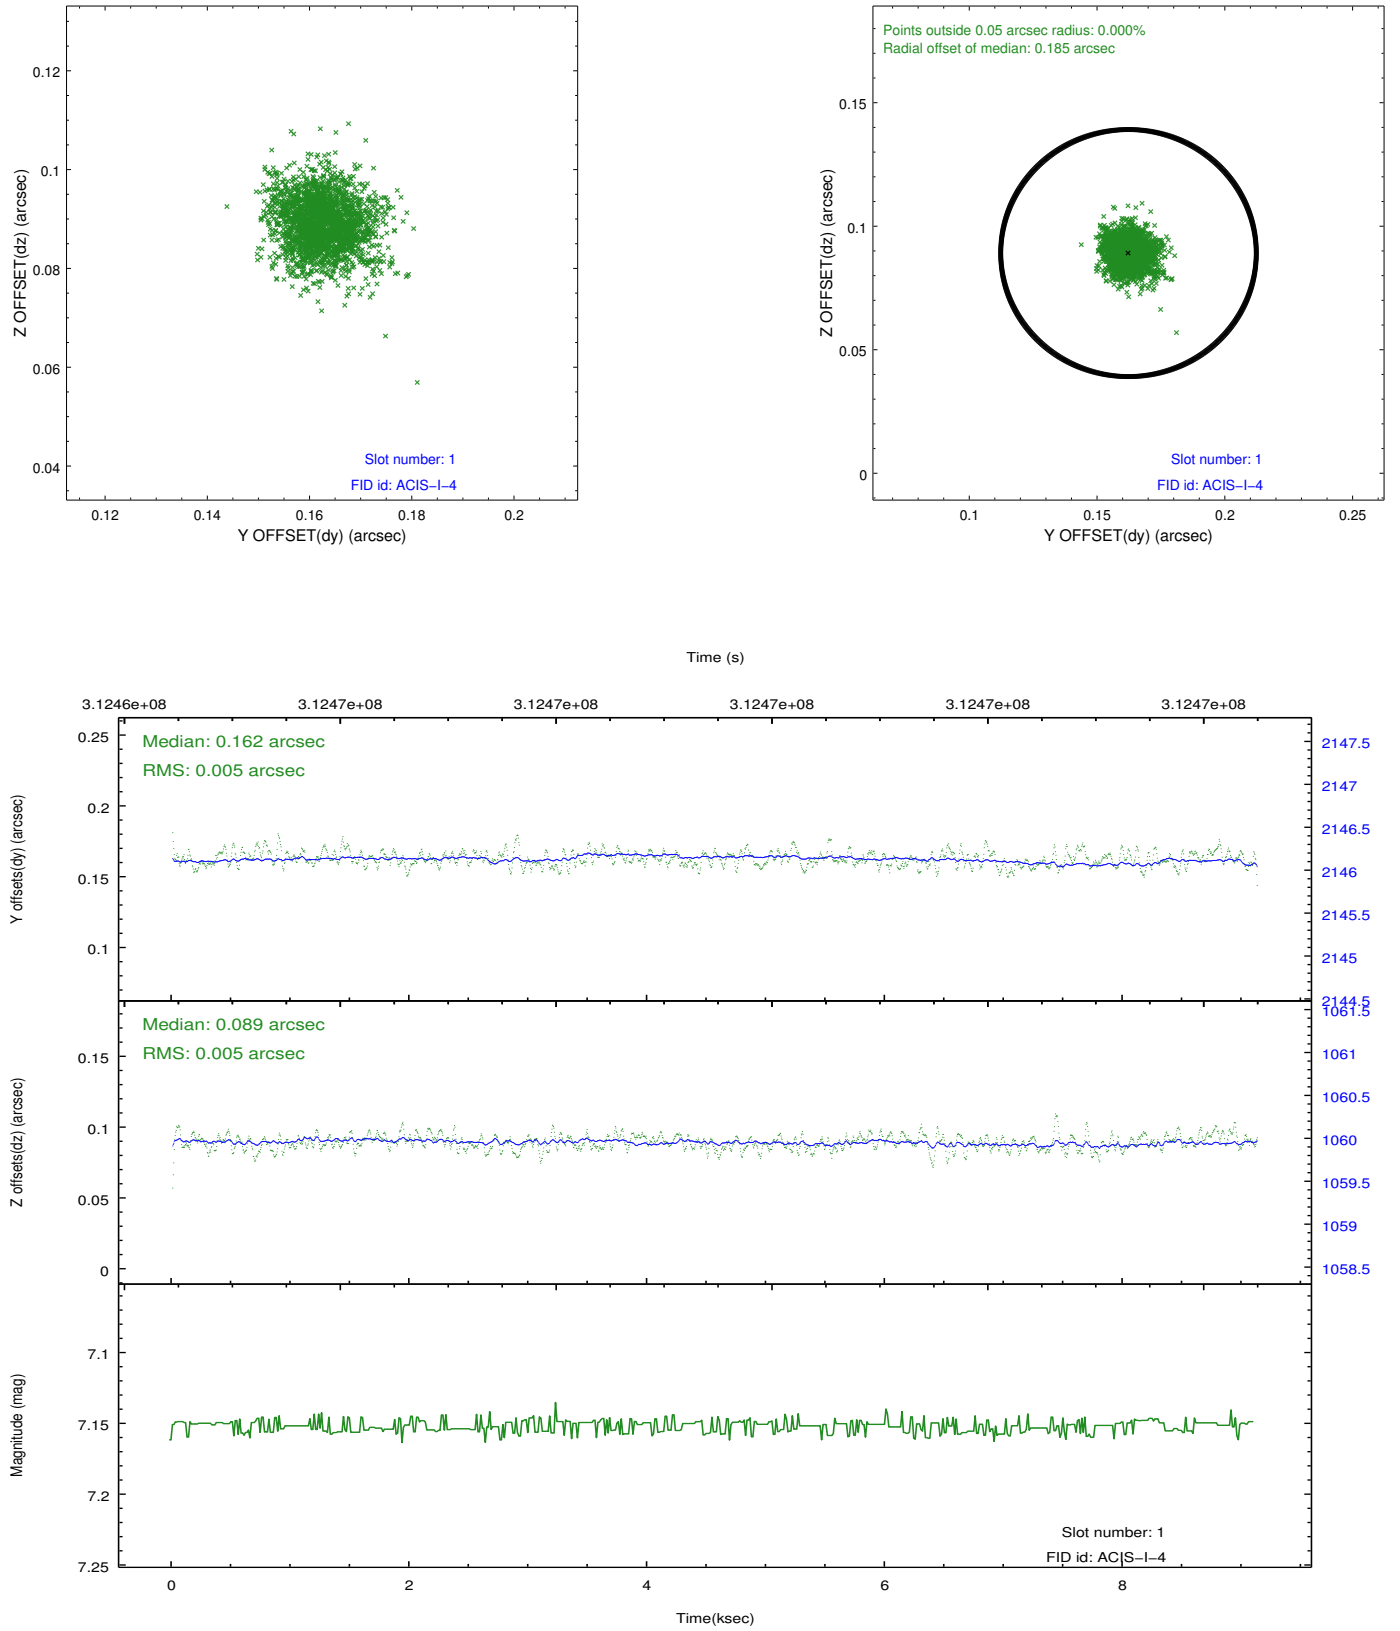 0.12
0.1
0.08
0.06
0.04
Z OFFSET(dz) (arcsec)
Slot number: 1
FID id: ACIS−I−4
0.12 0.14 0.16 0.18 0.2
Y OFFSET(dy) (arcsec)
Points outside 0.05 arcsec radius: 0.000%
Radial offset of median: 0.185 arcsec
0.15
0.1
0.05
0
Z OFFSET(dz) (arcsec)
Slot number: 1
FID id: ACIS−I−4
0.1 0.15 0.2 0.25
Y OFFSET(dy) (arcsec)
Time (s)
3.1246e+08 3.1247e+08 3.1247e+08 3.1247e+08 3.1247e+08 3.1247e+08
Median: 0.162 arcsec
RMS: 0.005 arcsec
0.25
0.2
0.15
0.1
Y offsets(dy) (arcsec)
2147.5
2147
2146.5
2146
2145.5
2145
2144.5
Median: 0.089 arcsec
RMS: 0.005 arcsec
0.15
0.1
0.05
0
Z offsets(dz) (arcsec)
1061.5
1061
1060.5
1060
1059.5
1059
1058.5
7.1
7.15
7.2
7.25
Magnitude (mag)
Slot number: 1
FID id: ACIS−I−4
0 2 4 6 8
Time(ksec)